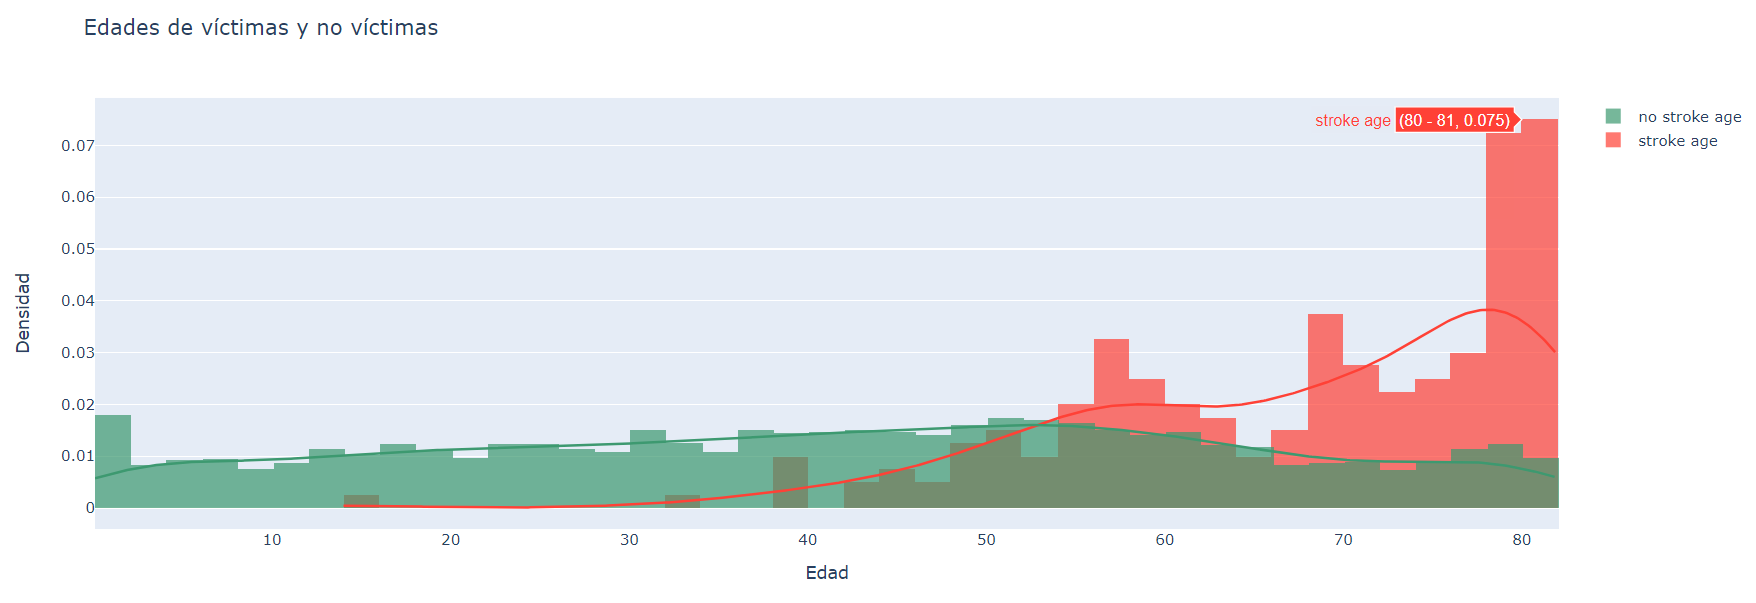 Edades de víctimas y no víctimas
stroke age (80 - 81, 0.075)
no stroke age
stroke age
0.07
0.06
0.05
0.04
0.03
0.02
0.01
0
Densidad
10 20 30 40 50 60 70 80
Edad